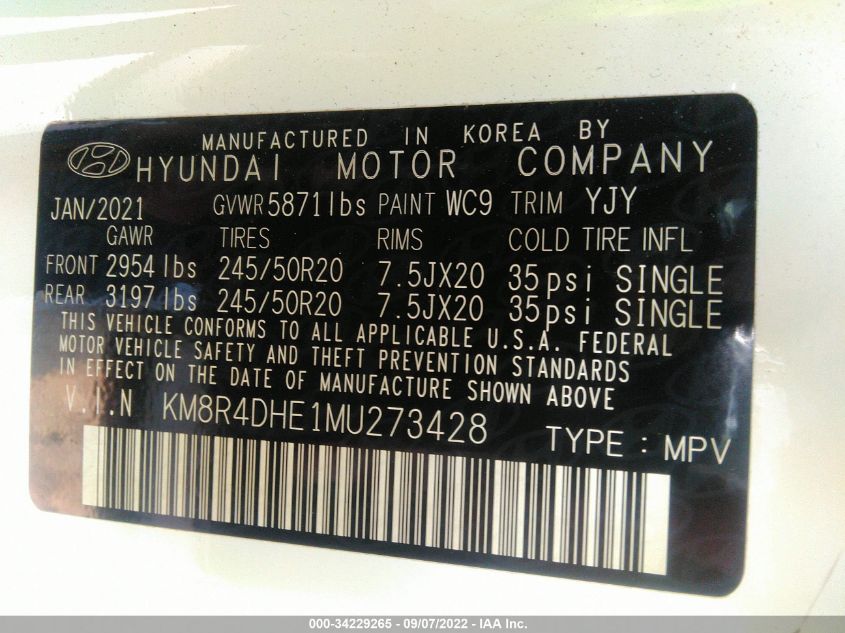 MANUFACTURED IN KOREA BY
HYUNDAI MOTOR COMPANY
JAN/2021 GVWR 5871lbs PAINT WC9 TRIM YJY
GAWR TIRES RIMS COLD TIRE INFL
FRONT 2954lbs 245/50R20 7.5JX20 35psi SINGLE
REAR 3197lbs 245/50R20 7.5JX20 35psi SINGLE
THIS VEHICLE CONFORMS TO ALL APPLICABLE U.S.A. FEDERAL
MOTOR VEHICLE SAFETY AND THEFT PREVENTION STANDARDS
IN EFFECT ON THE DATE OF MANUFACTURE SHOWN ABOVE
V.I.N KM8R4DHE1MU273428 TYPE : MPV
000-34229265 - 09/07/2022 - IAA Inc.